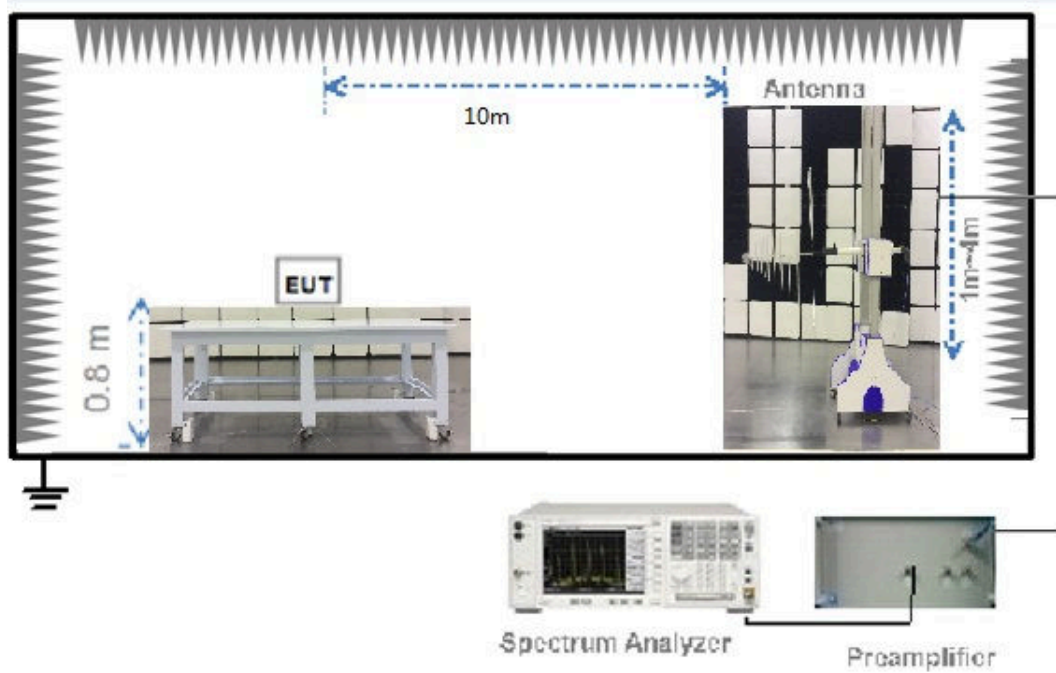 Antenna
10m
1m~4m
EUT
0.8 m
Spectrum Analyzer
Preamplifier